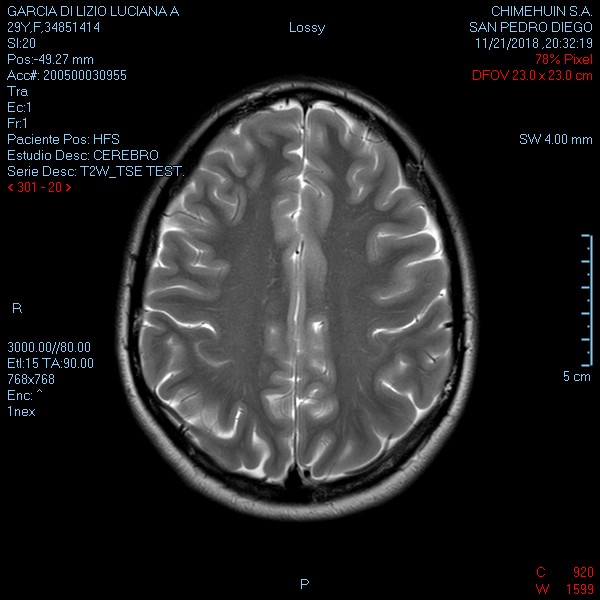 GARCIA DI LIZIO LUCIANA A
29Y,F,34851414
Sl:20
Pos:-49.27 mm
Acc#: 200500030955
Tra
Ec:1
Fr:1
Paciente Pos: HFS
Estudio Desc: CEREBRO
Serie Desc: T2W_TSE TEST.
< 301 - 20 >
Lossy
CHIMEHUIN S.A.
SAN PEDRO DIEGO
11/21/2018 ,20:32:19
78% Pixel
DFOV 23.0 x 23.0 cm
SW 4.00 mm
R
5 cm
3000.00//80.00
Etl:15 TA:90.00
768x768
Enc: ^
1nex
P
C 920
W 1599